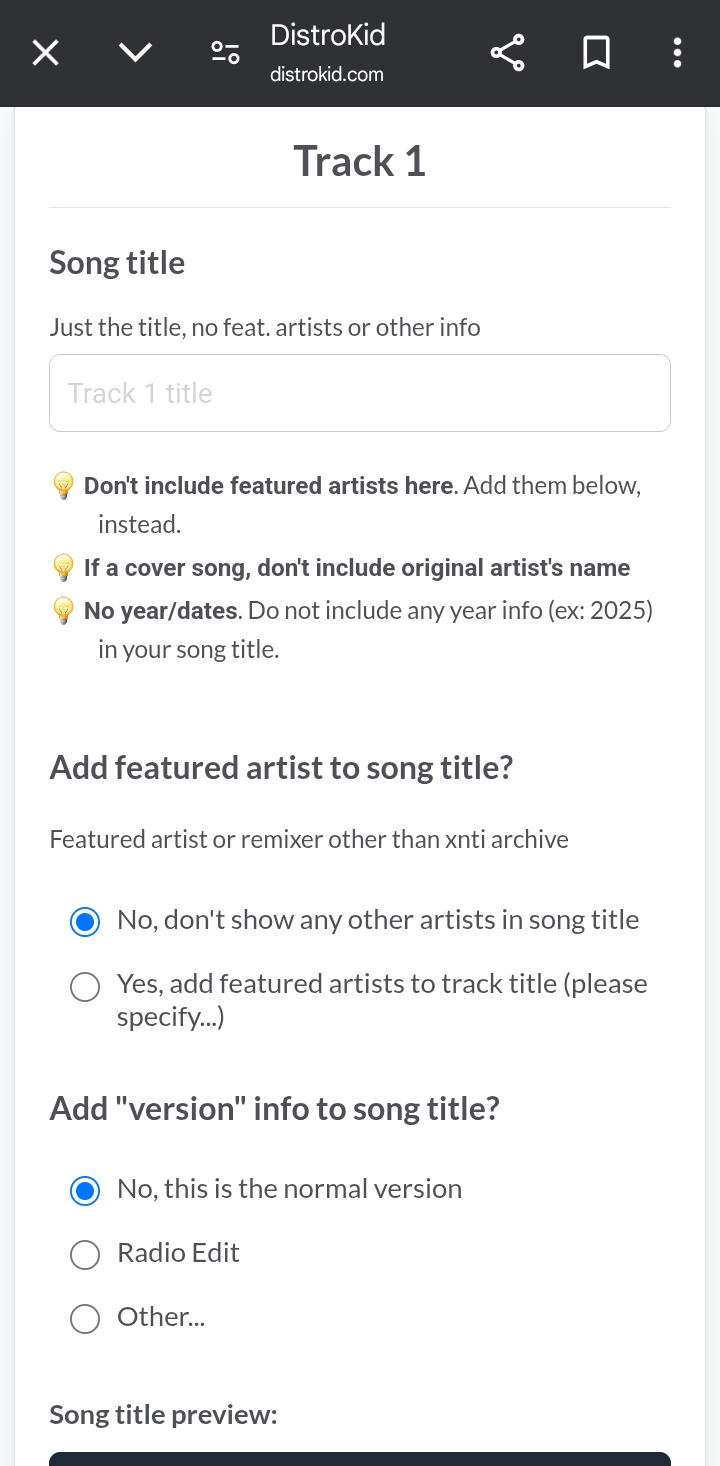 DistroKid
distrokid.com
Track 1
Song title
Just the title, no feat. artists or other info
Track 1 title
Don't include featured artists here. Add them below,
instead.
If a cover song, don't include original artist's name
No year/dates. Do not include any year info (ex: 2025)
in your song title.
Add featured artist to song title?
Featured artist or remixer other than xnti archive
No, don't show any other artists in song title
Yes, add featured artists to track title (please
specify...)
Add "version" info to song title?
No, this is the normal version
Radio Edit
Other...
Song title preview: